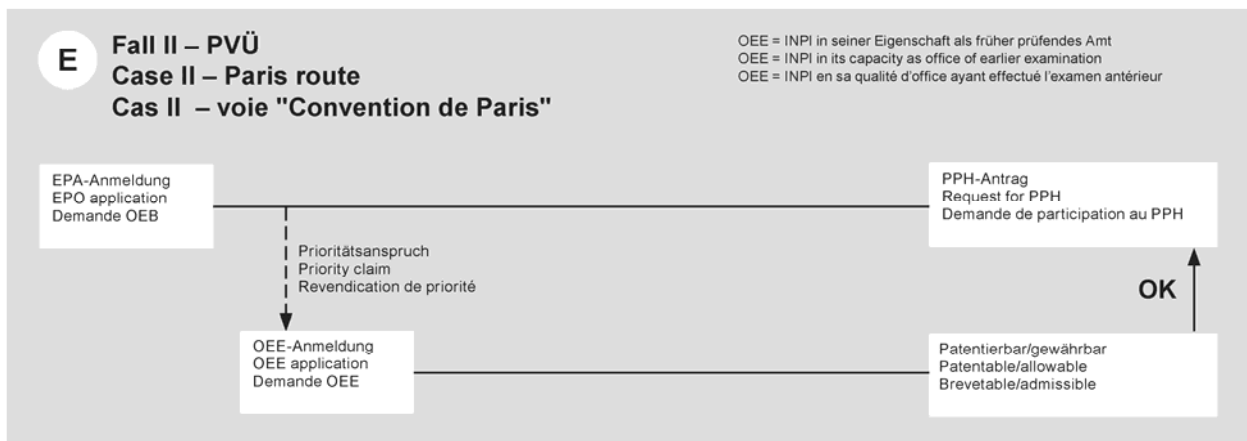 E
Fall II – PVÜ
Case II – Paris route
Cas II – voie "Convention de Paris"
OEE = INPI in seiner Eigenschaft als früher prüfendes Amt
OEE = INPI in its capacity as office of earlier examination
OEE = INPI en sa qualité d'office ayant effectué l'examen antérieur
EPA-Anmeldung
EPO application
Demande OEB
PPH-Antrag
Request for PPH
Demande de participation au PPH
Prioritätsanspruch
Priority claim
Revendication de priorité
OK
OEE-Anmeldung
OEE application
Demande OEE
Patentierbar/gewährbar
Patentable/allowable
Brevetable/admissible